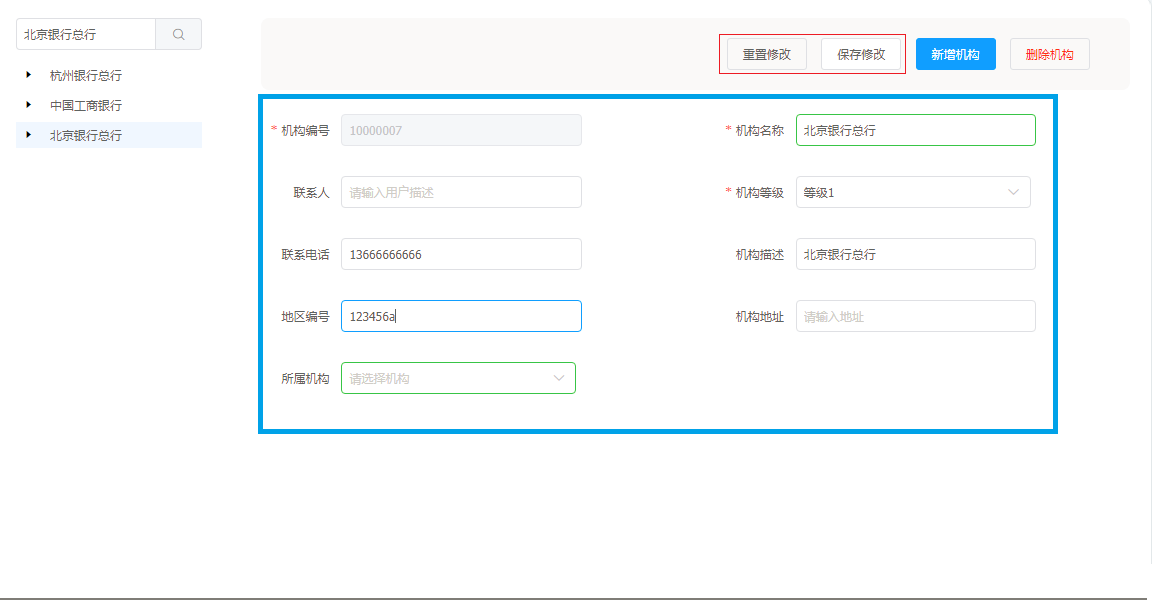 北京银行总行
杭州银行总行
中国工商银行
北京银行总行
重置修改 保存修改 新增机构 删除机构
* 机构编号 10000007 * 机构名称 北京银行总行
联系人 请输入用户描述 * 机构等级 等级1
联系电话 13666666666 机构描述 北京银行总行
地区编号 123456a 机构地址 请输入地址
所属机构 请选择机构